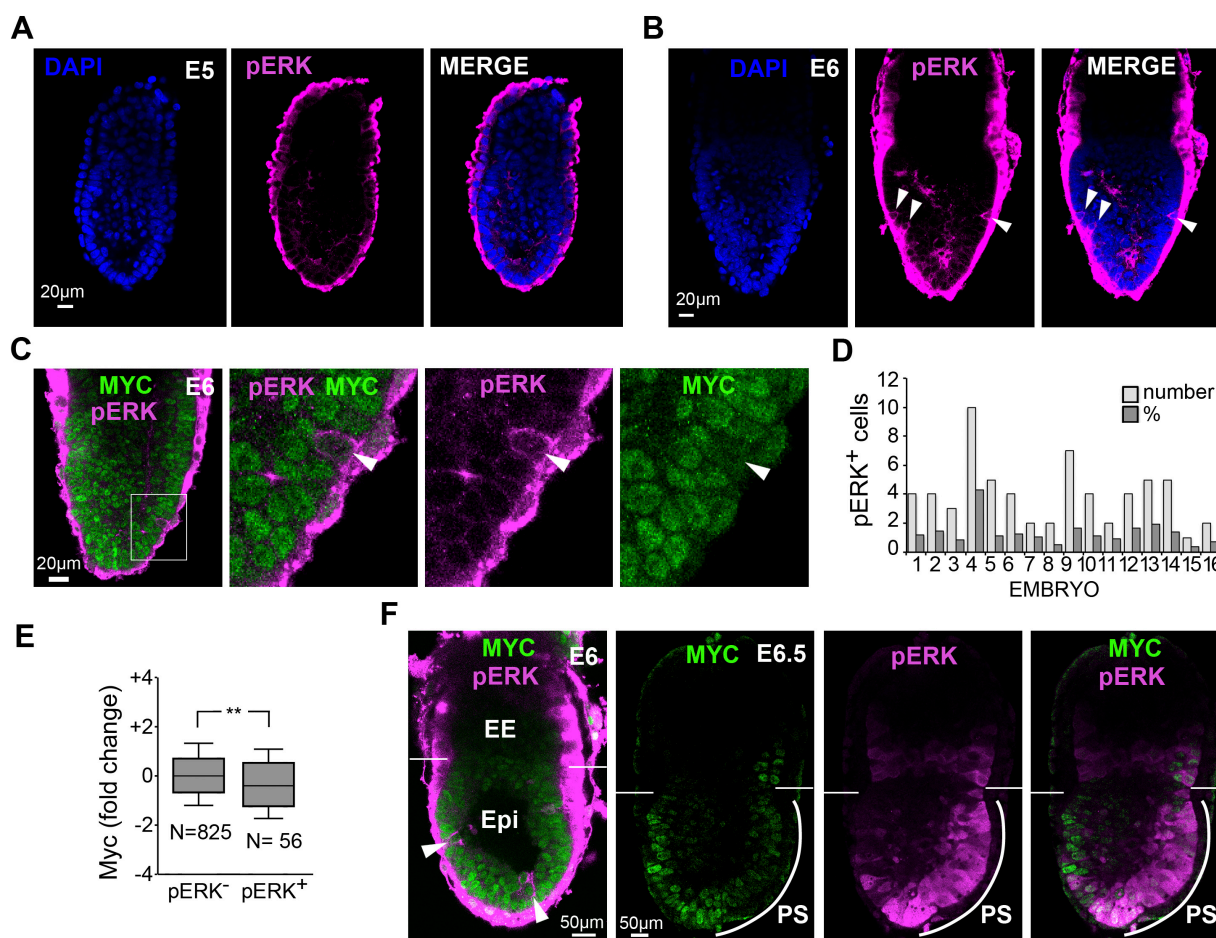 A
DAPI E5 pERK MERGE
20µm
B
DAPI E6 pERK MERGE
20µm
C
MYC E6
pERK
20µm
pERK MYC
pERK
MYC
D
pERK+ cells
12
10
8
6
4
2
0
number
%
1 2 3 4 5 6 7 8 9 10 11 12 13 14 15 16
EMBRYO
E
Myc (fold change)
+4
+2
0
-2
-4
**
N=825 N= 56
pERK- pERK+
F
MYC E6
pERK
EE
Epi
50µm
MYC E6.5
PS
50µm
pERK
PS
MYC
pERK
PS